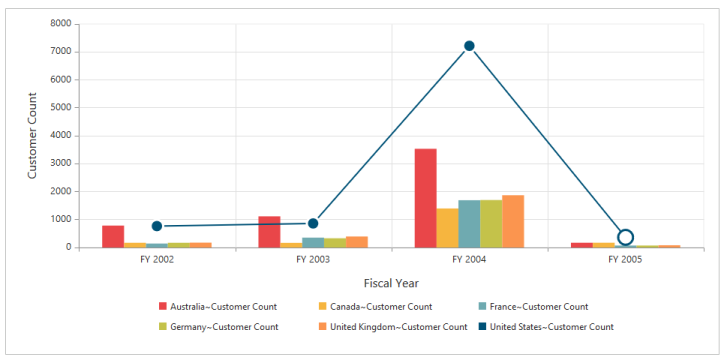 8000
7000
6000
5000
4000
3000
2000
1000
0
Customer Count
FY 2002 FY 2003 FY 2004 FY 2005
Fiscal Year
Australia~Customer Count Canada~Customer Count France~Customer Count
Germany~Customer Count United Kingdom~Customer Count United States~Customer Count